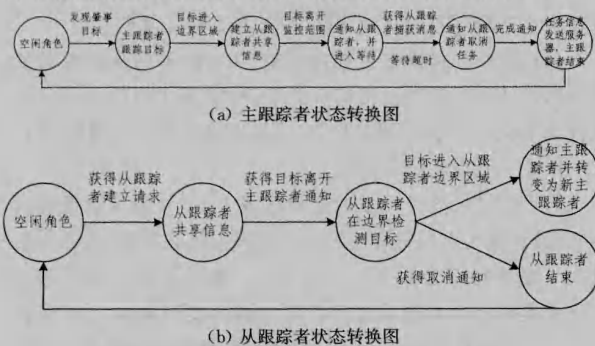 空闲角色
发现肇事
目标
主跟踪者
跟踪目标
目标进入
边界区域
建立从跟
踪者共享
信息
目标离开
监控范围
通知从跟
踪者，并
进入等待
获得从跟踪
者捕获消息
等待超时
通知从跟
踪者取消
任务
完成通知
任务信息
发送服务
器，主跟
踪者结束
(a) 主跟踪者状态转换图
空闲角色
获得从跟踪
者建立请求
从跟踪者
共享信息
获得目标离开
主跟踪者通知
从跟踪者
在边界检
测目标
目标进入从跟
踪者边界区域
通知主跟
踪者并转
变为新主
跟踪者
获得取消通知
从跟踪者
结束
(b) 从跟踪者状态转换图